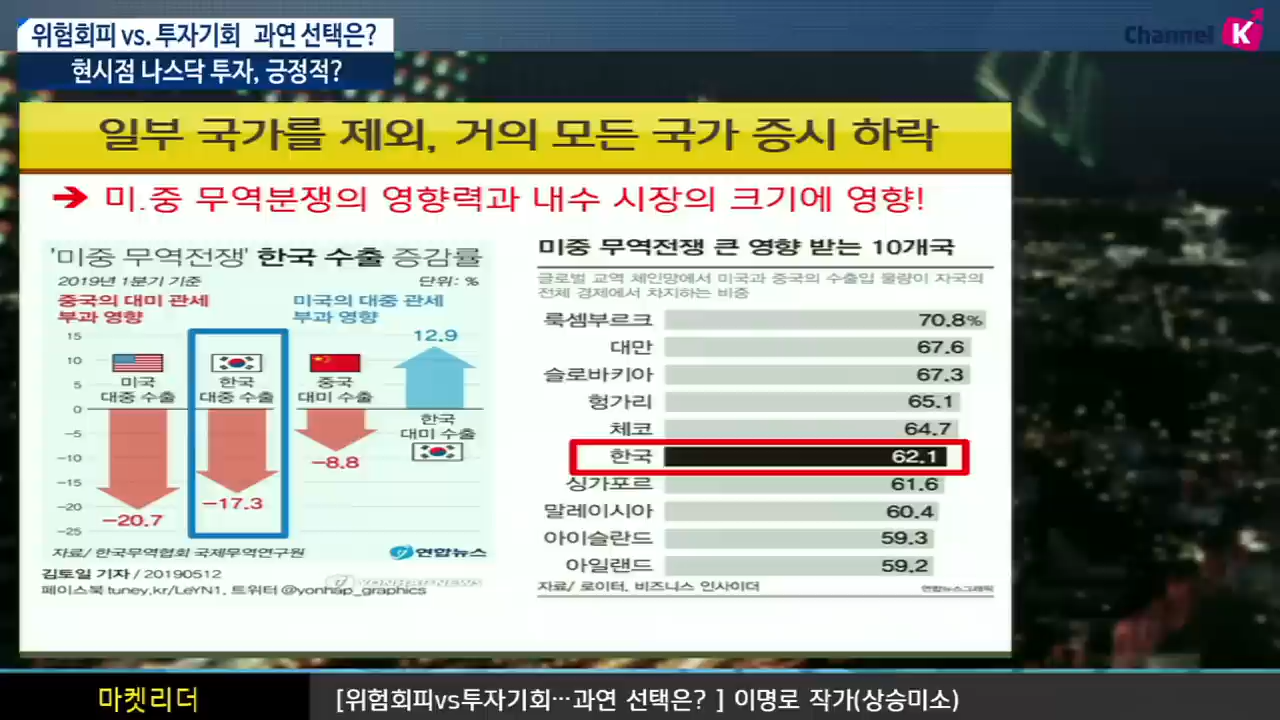 위험회피 vs. 투자기회 과연 선택은?
현시점 나스닥 투자, 긍정적?
Channel K
일부 국가를 제외, 거의 모든 국가 증시 하락
➔ 미.중 무역분쟁의 영향력과 내수 시장의 크기에 영향!
'미중 무역전쟁' 한국 수출 증감률
2019년 1분기 기준
단위: %
중국의 대미 관세
부과 영향
미국의 대중 관세
부과 영향
15
10
5
0
-5
-10
-15
-20
-25
미국
대중 수출
-20.7
한국
대중 수출
-17.3
중국
대미 수출
-8.8
12.9
한국
대미 수출
자료/ 한국무역협회 국제무역연구원
연합뉴스
김토일 기자 / 20190512
YONHAPNEWS
페이스북 tuney.kr/LeYN1, 트위터 @yonhap_graphics
미중 무역전쟁 큰 영향 받는 10개국
글로벌 교역 체인망에서 미국과 중국의 수출입 물량이 자국의
전체 경제에서 차지하는 비중
룩셈부르크 70.8%
대만 67.6
슬로바키아 67.3
헝가리 65.1
체코 64.7
한국 62.1
싱가포르 61.6
말레이시아 60.4
아이슬란드 59.3
아일랜드 59.2
자료/ 로이터, 비즈니스 인사이더
연합뉴스그래픽
마켓리더
[위험회피vs투자기회…과연 선택은? ] 이명로 작가(상승미소)